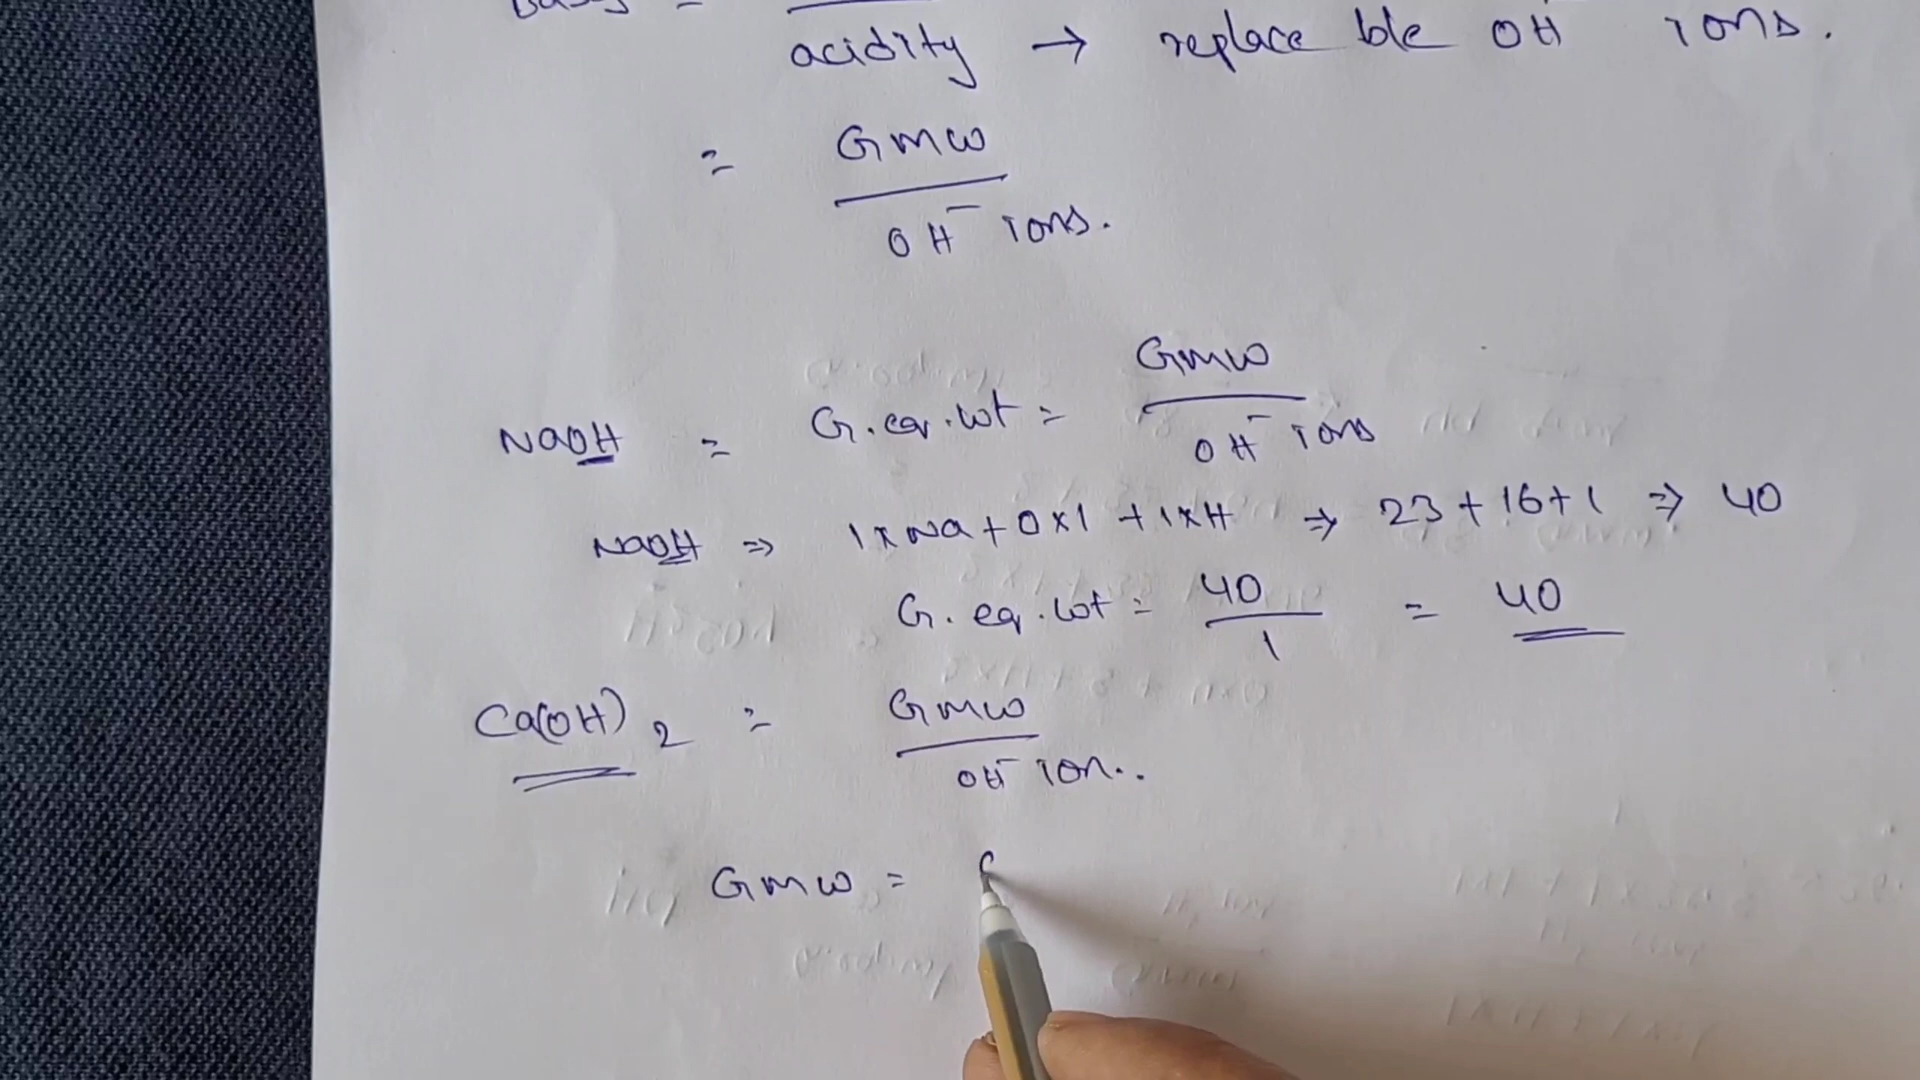 acidity → replace ble OH ions.
= GMW / OH⁻ ions.
NaOH = G.eq.wt = GMW / OH⁻ ions
NaOH ⇒ 1×Na + O×1 + 1×H ⇒ 23 + 16 + 1 ⇒ 40
G.eq.wt = 40 / 1 = 40
Ca(OH)2 = GMW / OH⁻ ion..
GMW =